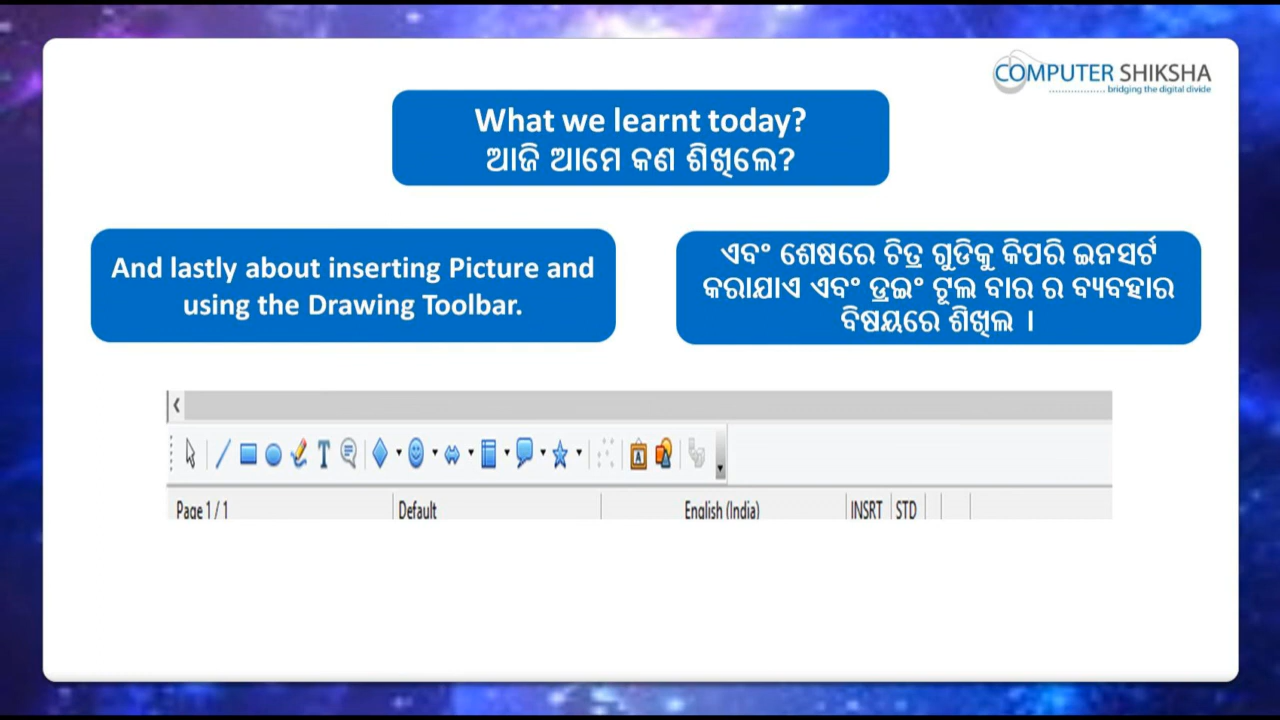 COMPUTER SHIKSHA
bridging the digital divide
What we learnt today?
ଆଜି ଆମେ କଣ ଶିଖିଲେ?
And lastly about inserting Picture and
using the Drawing Toolbar.
ଏବଂ ଶେଷରେ ଚିତ୍ର ଗୁଡିକୁ କିପରି ଇନସର୍ଟ
କରାଯାଏ ଏବଂ ଡ୍ରଇଂ ଟୂଲ ବାର ର ବ୍ୟବହାର
ବିଷୟରେ ଶିଖିଲ ।
Page 1 / 1 Default English (India) INSRT STD